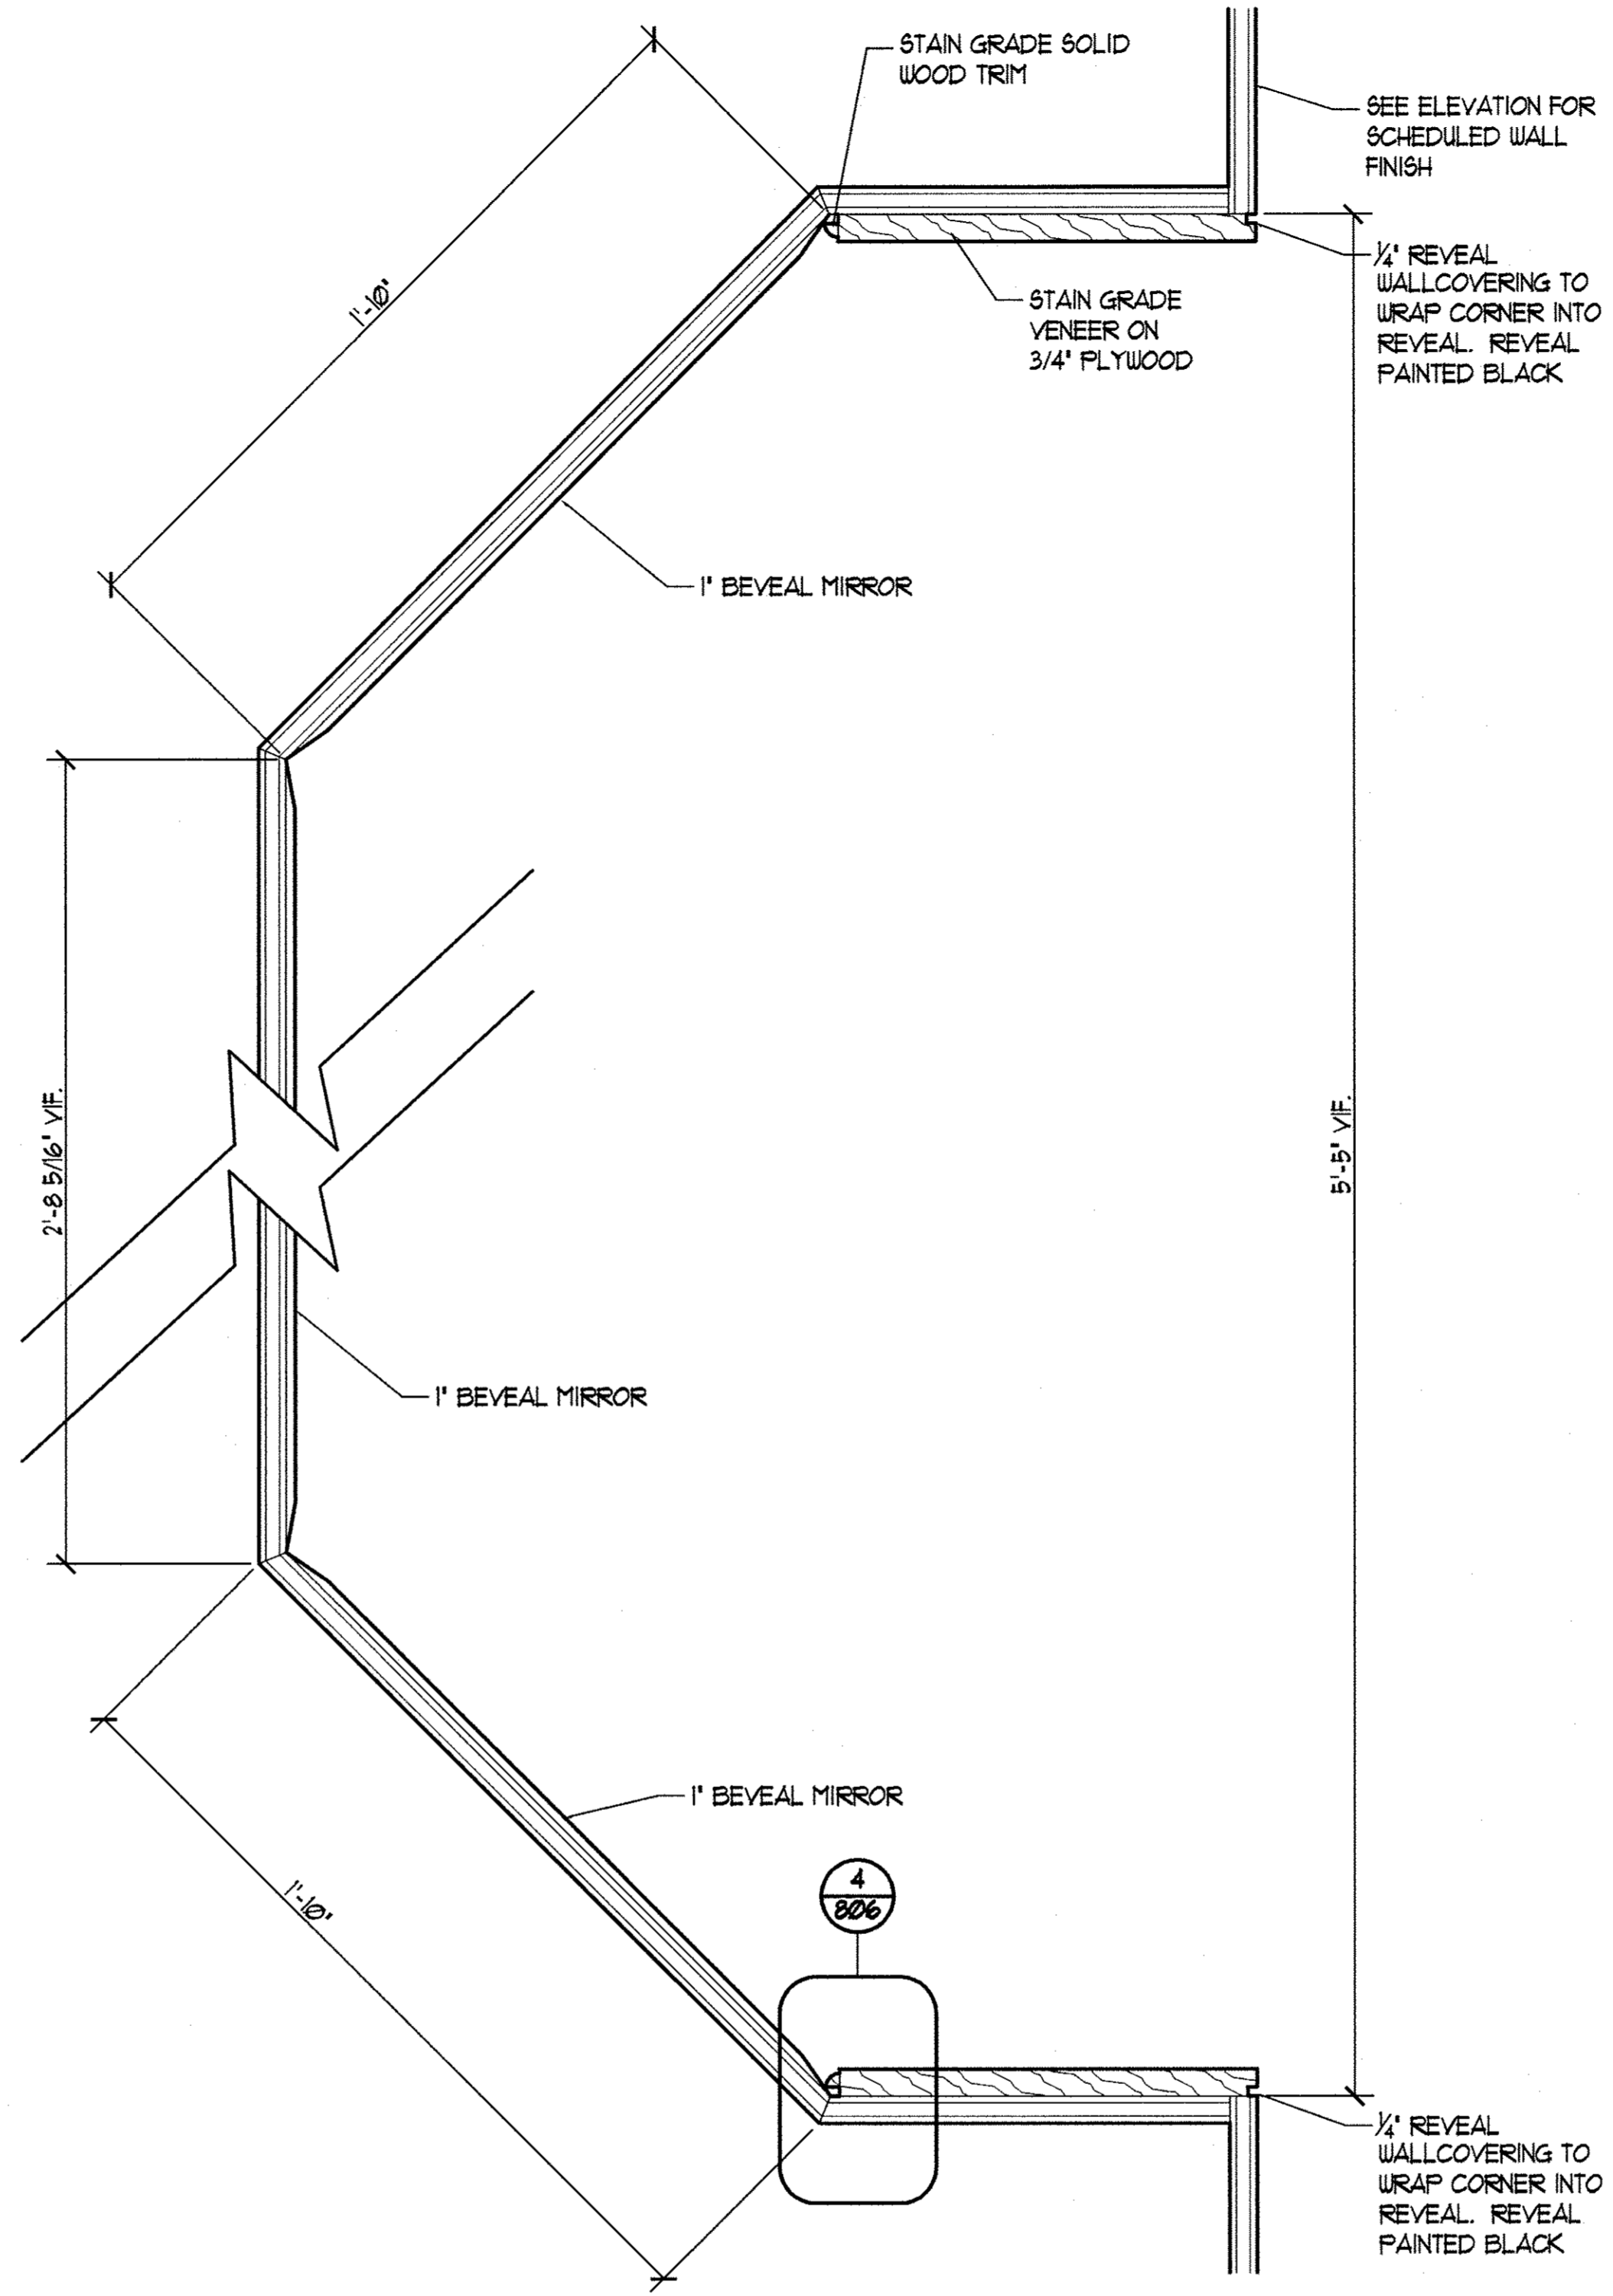 STAIN GRADE SOLID
WOOD TRIM
SEE ELEVATION FOR
SCHEDULED WALL
FINISH
1/4" REVEAL
WALLCOVERING TO
WRAP CORNER INTO
REVEAL. REVEAL
PAINTED BLACK
STAIN GRADE
VENEER ON
3/4" PLYWOOD
1'-10"
1" BEVEAL MIRROR
2'-8 5/16" VIF.
5'-5" VIF.
1" BEVEAL MIRROR
1" BEVEAL MIRROR
4
806
1'-10"
1/4" REVEAL
WALLCOVERING TO
WRAP CORNER INTO
REVEAL. REVEAL
PAINTED BLACK